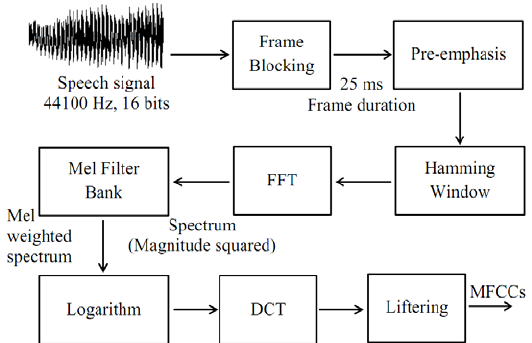 Speech signal
44100 Hz, 16 bits
Frame
Blocking
25 ms
Frame duration
Pre-emphasis
Hamming
Window
FFT
Spectrum
(Magnitude squared)
Mel Filter
Bank
Mel
weighted
spectrum
Logarithm
DCT
Liftering
MFCCs